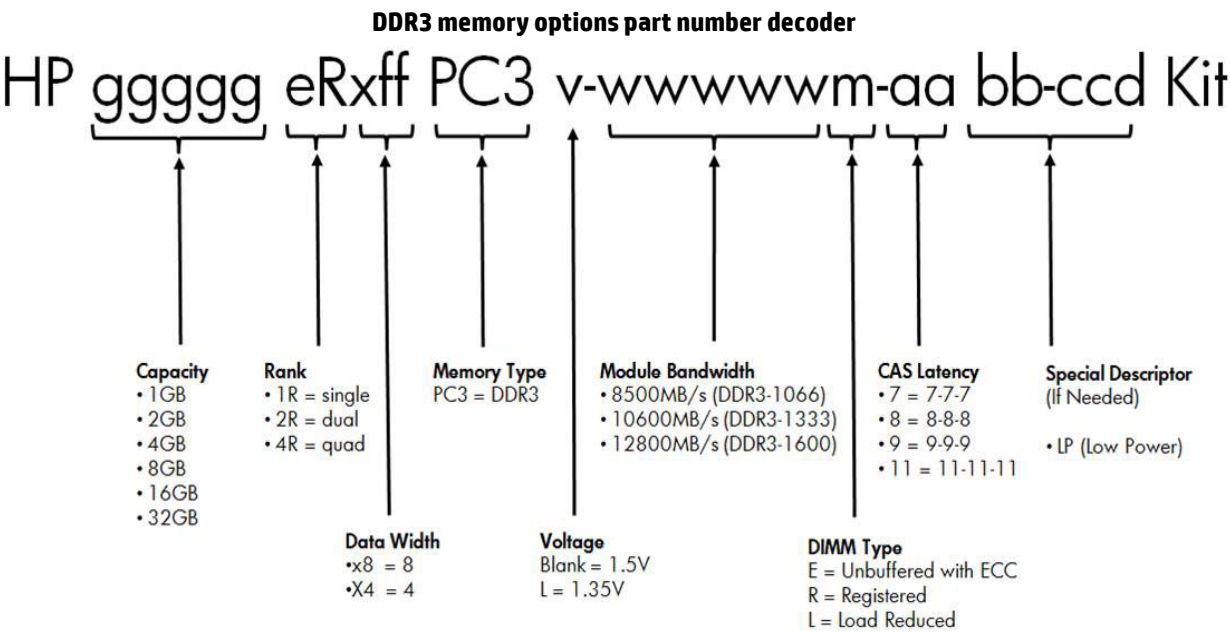 DDR3 memory options part number decoder
HP ggggg eRxff PC3 v-wwwwwm-aa bb-ccd Kit
Capacity
• 1GB
• 2GB
• 4GB
• 8GB
• 16GB
• 32GB
Rank
• 1R = single
• 2R = dual
• 4R = quad
Memory Type
PC3 = DDR3
Module Bandwidth
• 8500MB/s (DDR3-1066)
• 10600MB/s (DDR3-1333)
• 12800MB/s (DDR3-1600)
CAS Latency
• 7 = 7-7-7
• 8 = 8-8-8
• 9 = 9-9-9
• 11 = 11-11-11
Special Descriptor
(If Needed)
• LP (Low Power)
Data Width
•x8 = 8
•X4 = 4
Voltage
Blank = 1.5V
L = 1.35V
DIMM Type
E = Unbuffered with ECC
R = Registered
L = Load Reduced